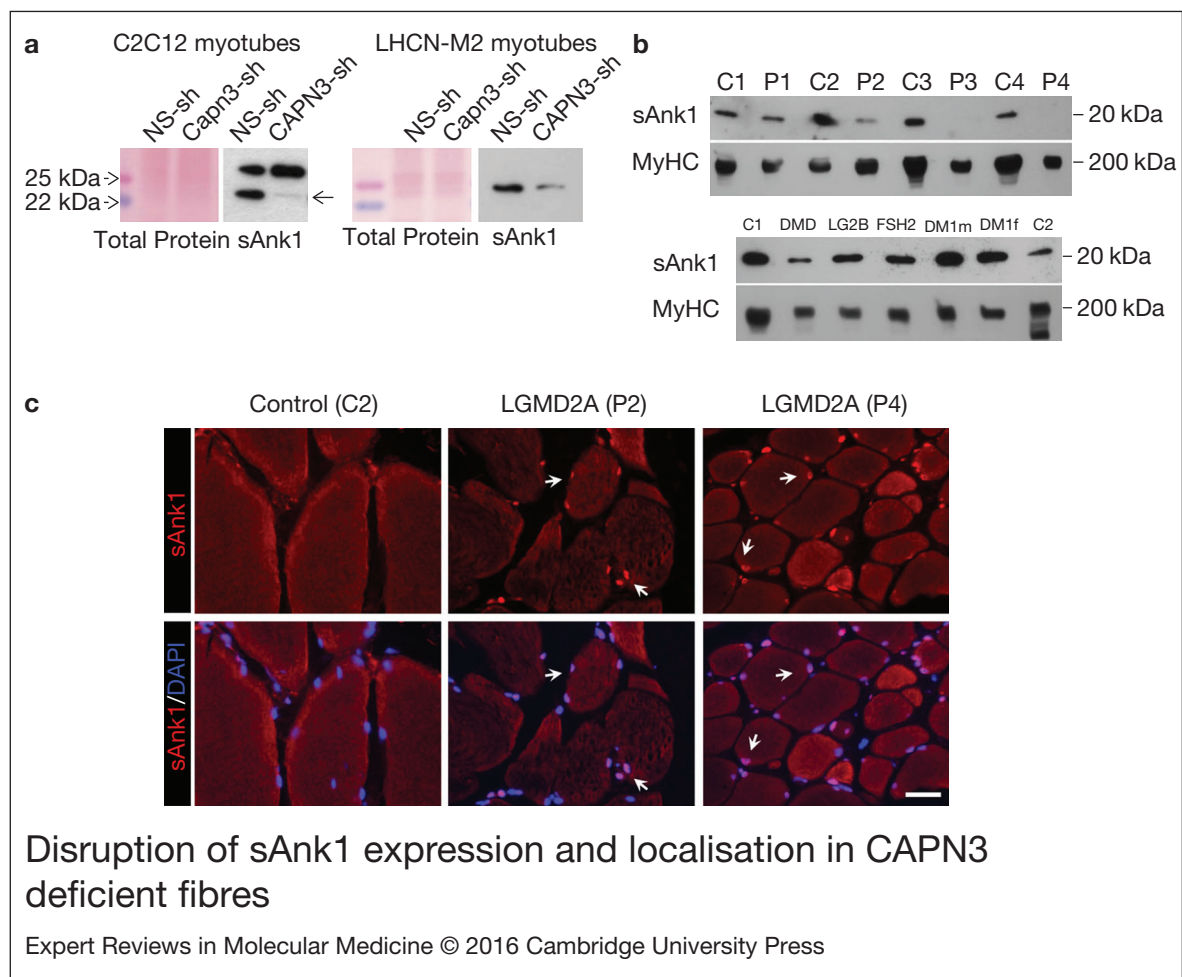 a
C2C12 myotubes
LHCN-M2 myotubes
NS-sh
Capn3-sh
NS-sh
CAPN3-sh
NS-sh
Capn3-sh
NS-sh
CAPN3-sh
25 kDa
22 kDa
Total Protein sAnk1
Total Protein sAnk1
b
C1 P1 C2 P2 C3 P3 C4 P4
sAnk1 20 kDa
MyHC 200 kDa
C1 DMD LG2B FSH2 DM1m DM1f C2
sAnk1 20 kDa
MyHC 200 kDa
c
Control (C2) LGMD2A (P2) LGMD2A (P4)
sAnk1
sAnk1/DAPI
Disruption of sAnk1 expression and localisation in CAPN3
deficient fibres
Expert Reviews in Molecular Medicine © 2016 Cambridge University Press